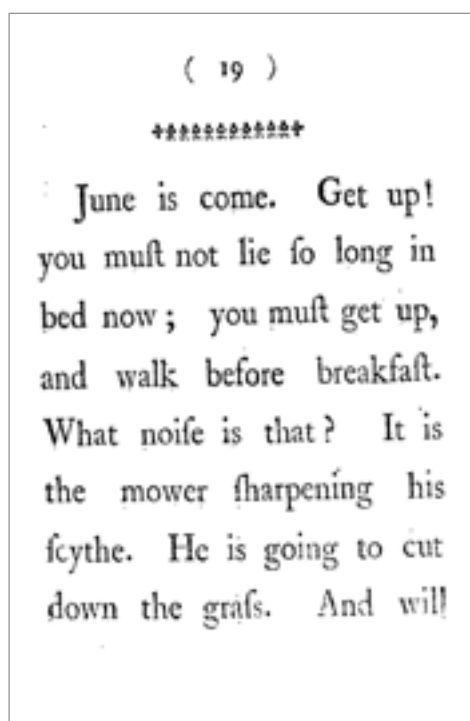 ( 19 )
June is come. Get up!
you muſt not lie ſo long in
bed now; you muſt get up,
and walk before breakfaſt.
What noiſe is that? It is
the mower ſharpening his
ſcythe. He is going to cut
down the graſs. And will